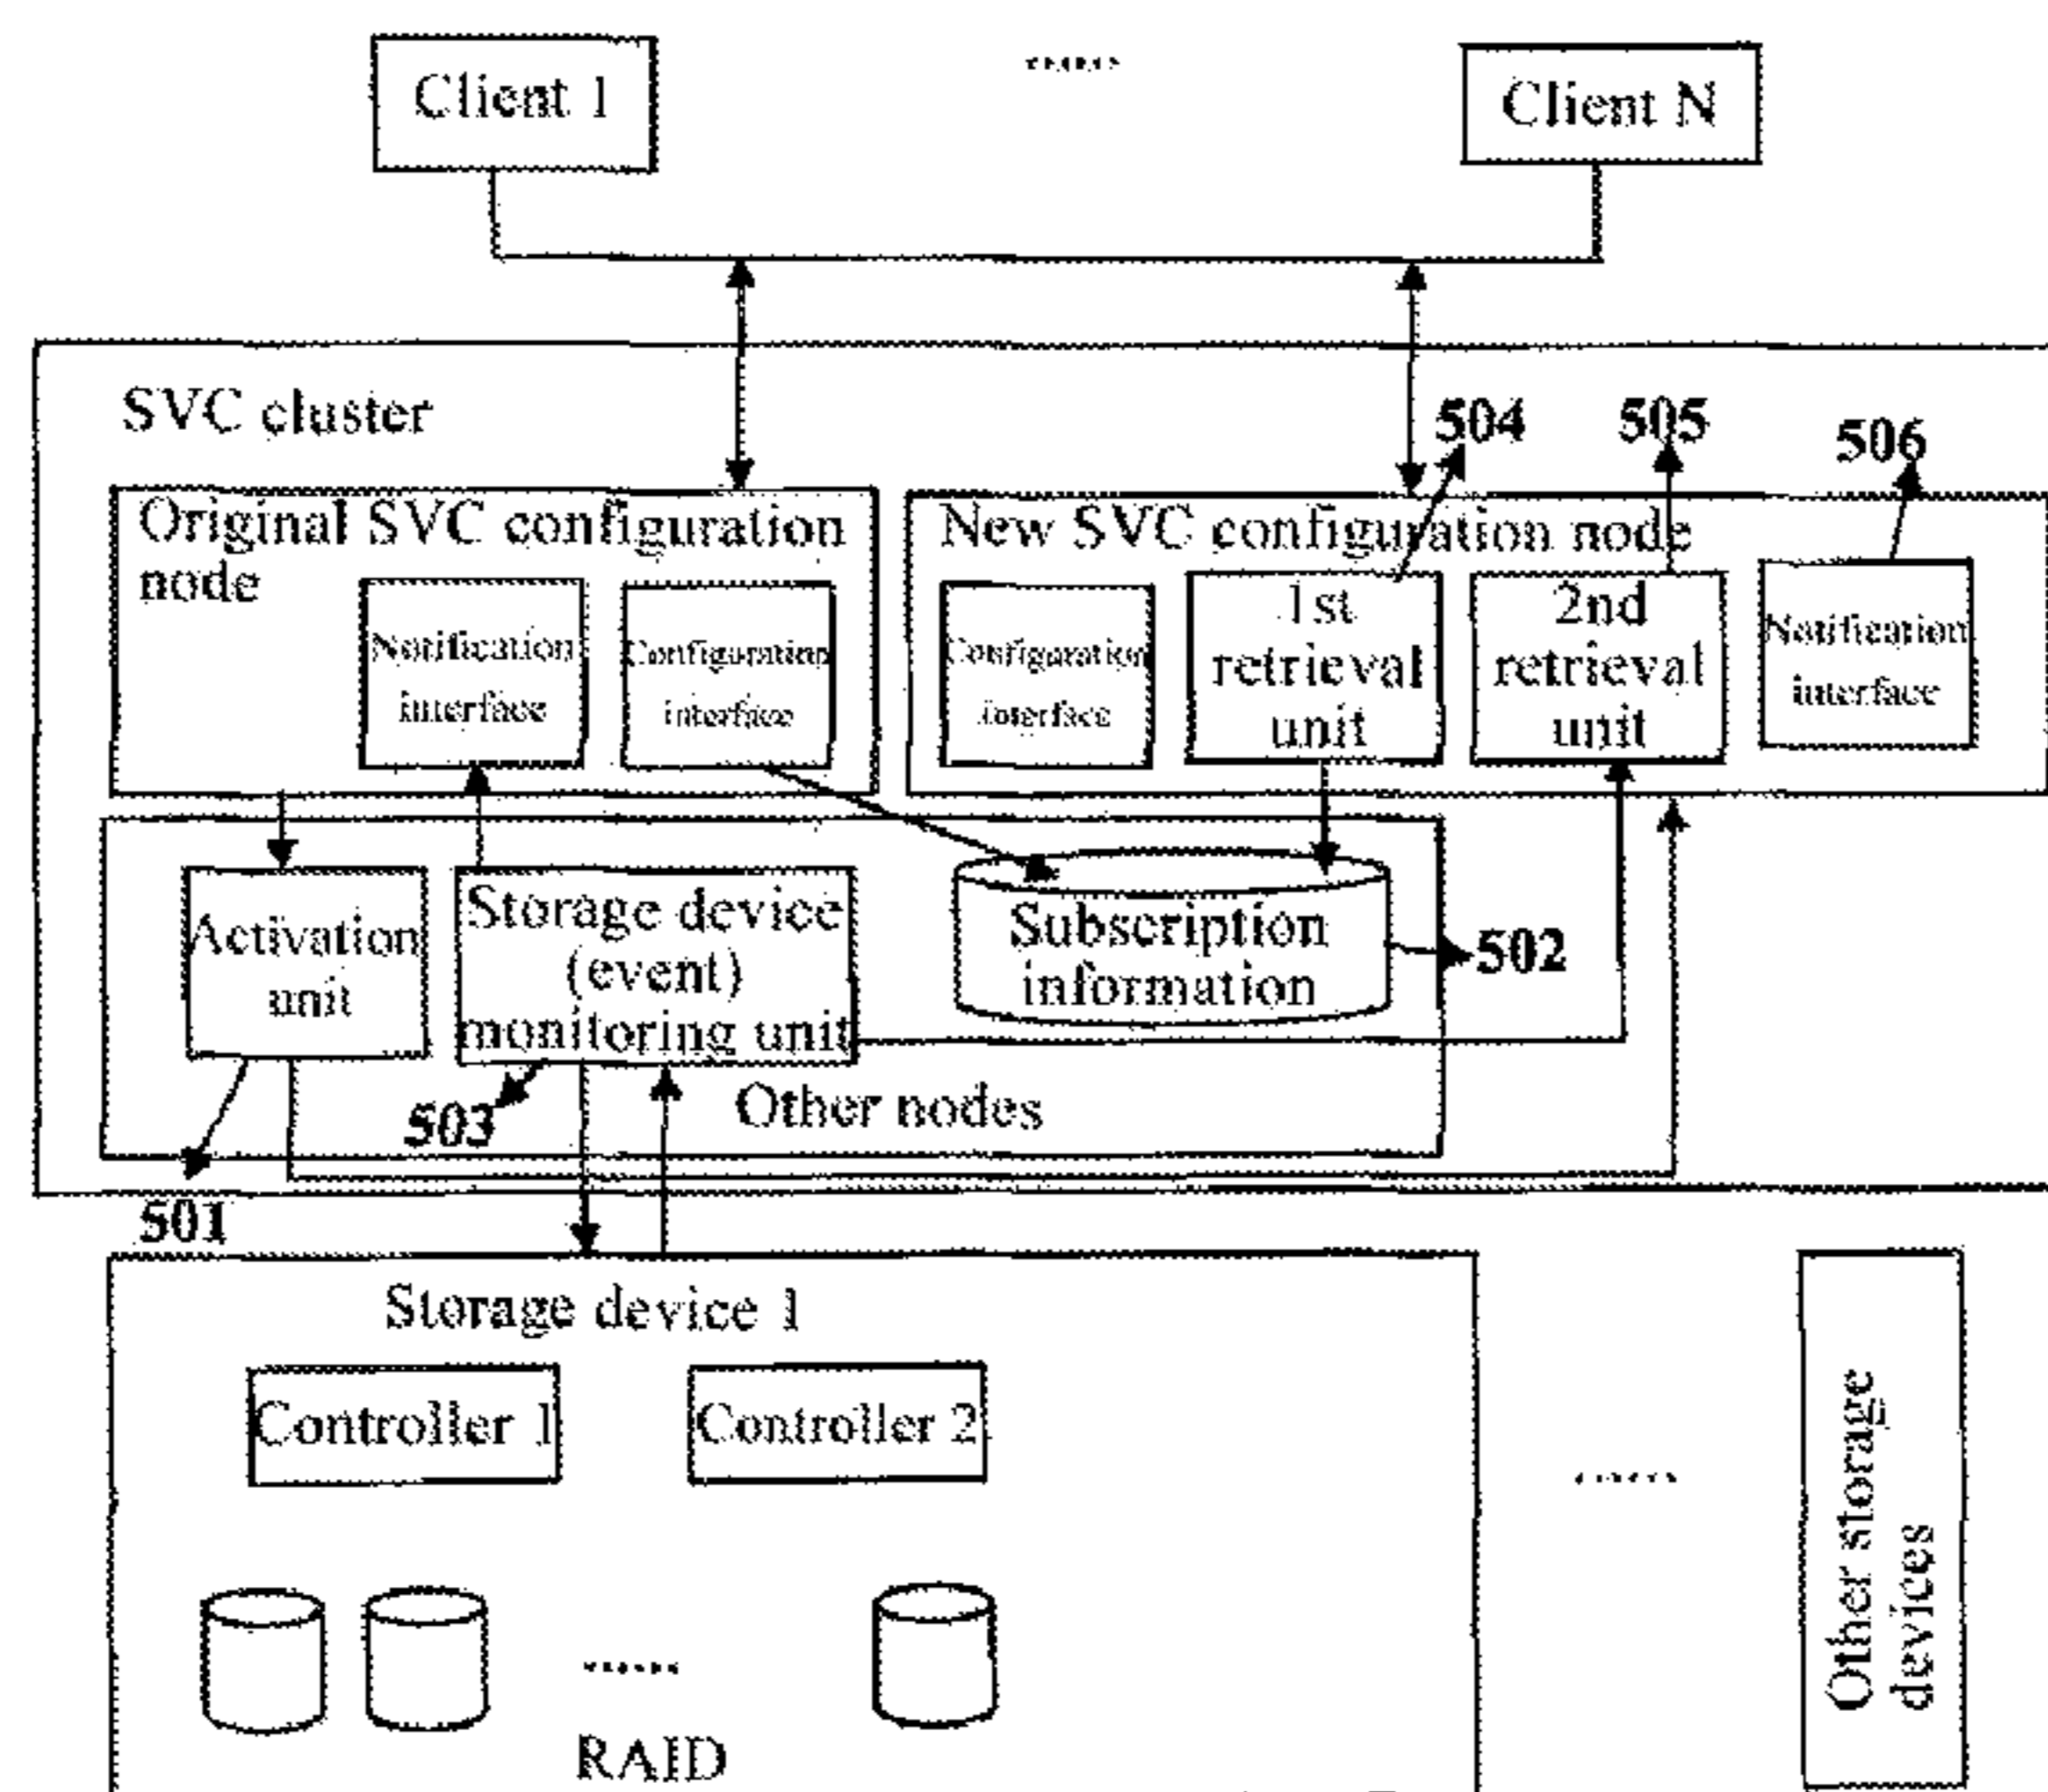 Client 1
......
Client N
SVC cluster
504
505
506
Original SVC configuration
node
New SVC configuration node
Notification
interface
Configuration
interface
Configuration
interface
1st
retrieval
unit
2nd
retrieval
unit
Notification
interface
Activation
unit
Storage device
(event)
monitoring unit
Subscription
information
502
503
Other nodes
501
Storage device 1
Controller 1
Controller 2
......
Other storage
devices
......
RAID